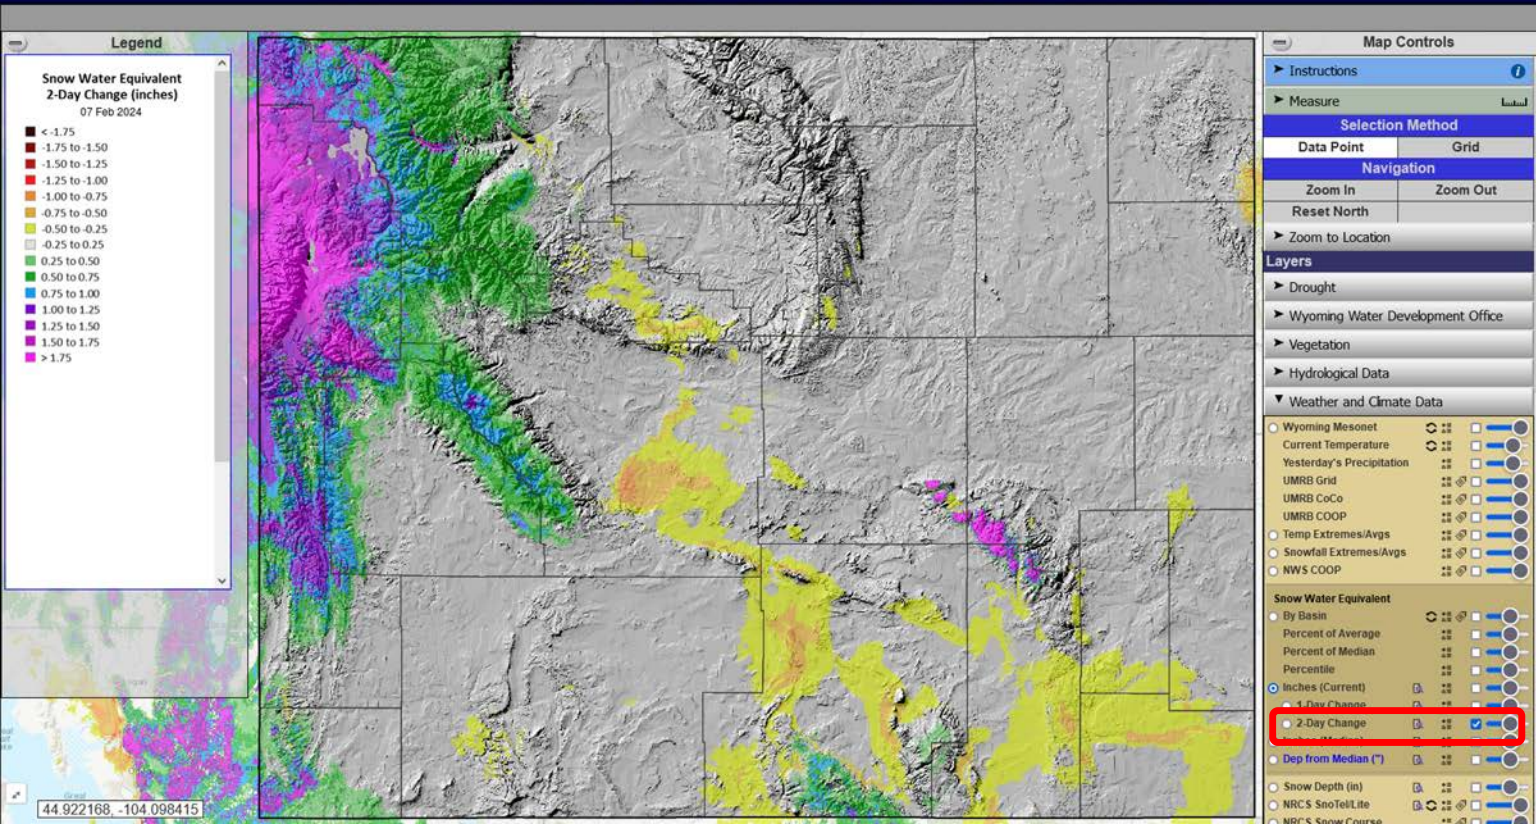 Legend
Snow Water Equivalent
2-Day Change (inches)
07 Feb 2024
< -1.75
-1.75 to -1.50
-1.50 to -1.25
-1.25 to -1.00
-1.00 to -0.75
-0.75 to -0.50
-0.50 to -0.25
-0.25 to 0.25
0.25 to 0.50
0.50 to 0.75
0.75 to 1.00
1.00 to 1.25
1.25 to 1.50
1.50 to 1.75
> 1.75
44.922168, -104.098415
Map Controls
Instructions
Measure
Selection Method
Data Point Grid
Navigation
Zoom In Zoom Out
Reset North
Zoom to Location
Layers
Drought
Wyoming Water Development Office
Vegetation
Hydrological Data
Weather and Climate Data
Wyoming Mesonet
Current Temperature
Yesterday's Precipitation
UMRB Grid
UMRB CoCo
UMRB COOP
Temp Extremes/Avgs
Snowfall Extremes/Avgs
NWS COOP
Snow Water Equivalent
By Basin
Percent of Average
Percent of Median
Percentile
Inches (Current)
1-Day Change
2-Day Change
Inches (Median)
Dep from Median (")
Snow Depth (in)
NRCS SnoTel/Lite
NRCS Snow Course